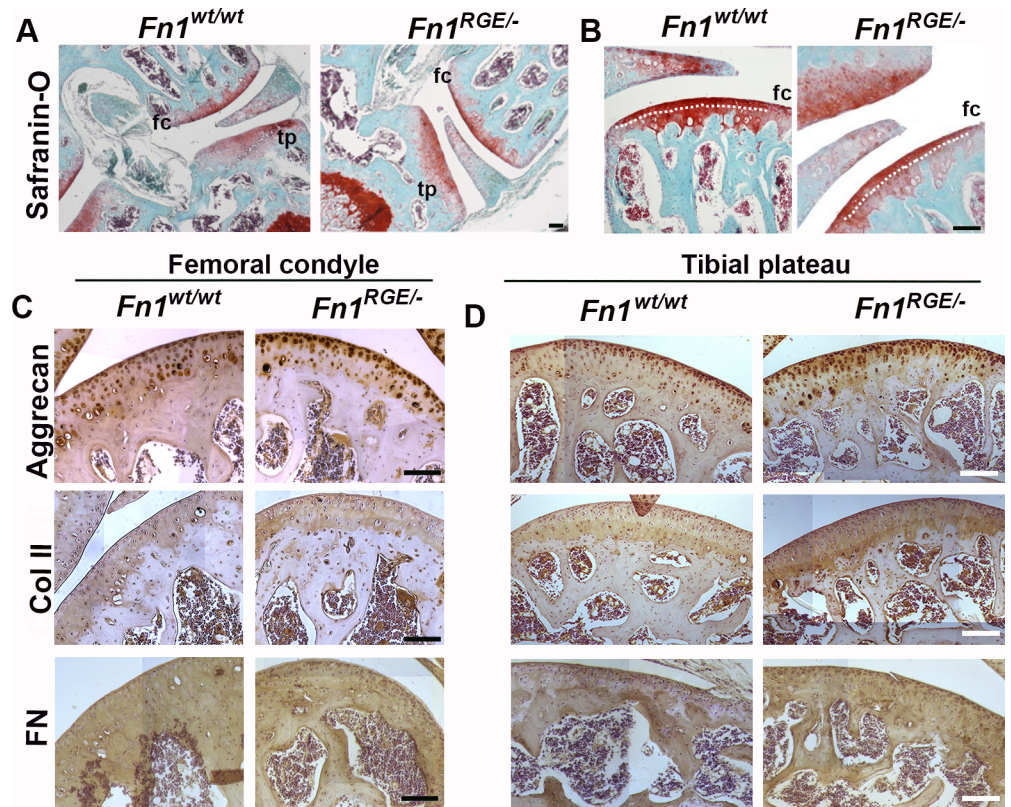 A Fn1wt/wt Fn1RGE/- B Fn1wt/wt Fn1RGE/-
Safranin-O
fc tp fc tp fc fc
Femoral condyle Tibial plateau
C Fn1wt/wt Fn1RGE/- D Fn1wt/wt Fn1RGE/-
Aggrecan
Col II
FN